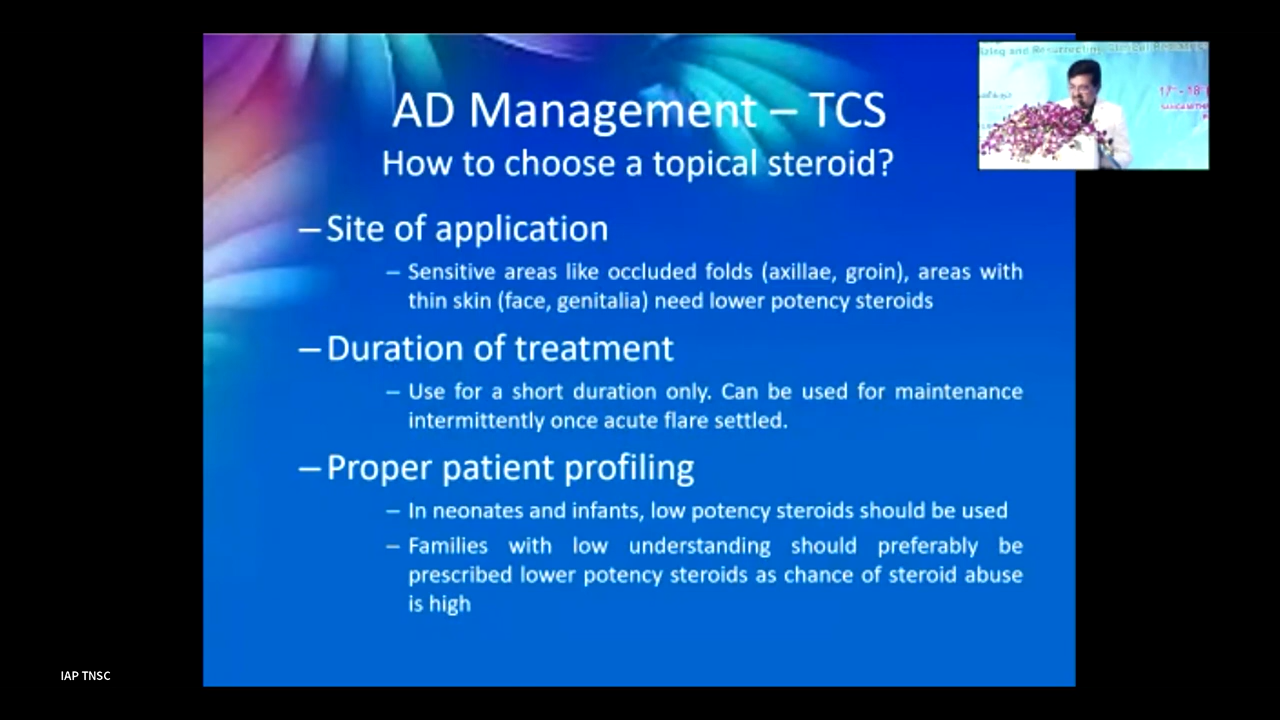 AD Management – TCS
How to choose a topical steroid?
– Site of application
– Sensitive areas like occluded folds (axillae, groin), areas with
thin skin (face, genitalia) need lower potency steroids
– Duration of treatment
– Use for a short duration only. Can be used for maintenance
intermittently once acute flare settled.
– Proper patient profiling
– In neonates and infants, low potency steroids should be used
– Families with low understanding should preferably be
prescribed lower potency steroids as chance of steroid abuse
is high
and Resurrecting Clinical
17
IAP TNSC